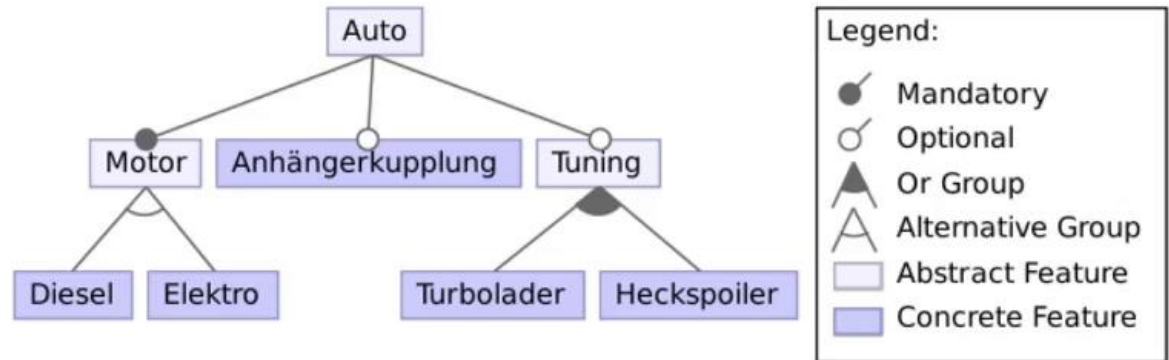 Auto
Motor
Anhängerkupplung
Tuning
Diesel
Elektro
Turbolader
Heckspoiler
Legend:
Mandatory
Optional
Or Group
Alternative Group
Abstract Feature
Concrete Feature